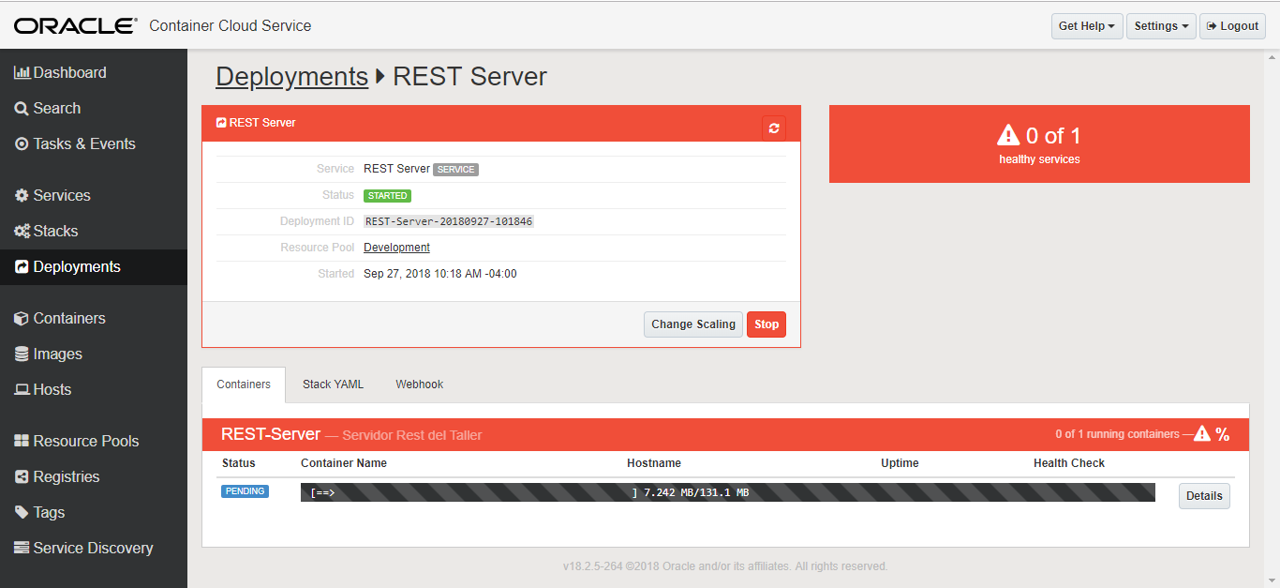 ORACLE® Container Cloud Service
Get Help Settings Logout
Dashboard
Search
Tasks & Events
Services
Stacks
Deployments
Containers
Images
Hosts
Resource Pools
Registries
Tags
Service Discovery
Deployments REST Server
REST Server
Service REST Server SERVICE
Status STARTED
Deployment ID REST-Server-20180927-101846
Resource Pool Development
Started Sep 27, 2018 10:18 AM -04:00
Change Scaling Stop
0 of 1
healthy services
Containers Stack YAML Webhook
REST-Server — Servidor Rest del Taller 0 of 1 running containers — %
Status Container Name Hostname Uptime Health Check
PENDING [==> ] 7.242 MB/131.1 MB Details
v18.2.5-264 ©2018 Oracle and/or its affiliates. All rights reserved.